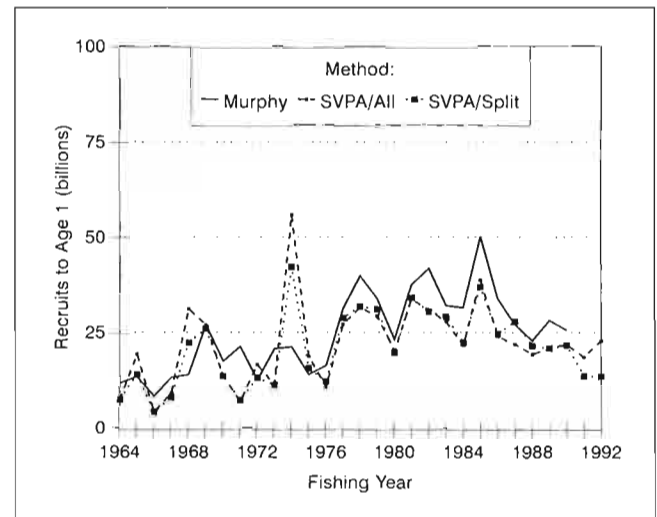 100
Method:
Murphy SVPA/All SVPA/Split
75
50
25
0
Recruits to Age 1 (billions)
1964 1968 1972 1976 1980 1984 1988 1992
Fishing Year